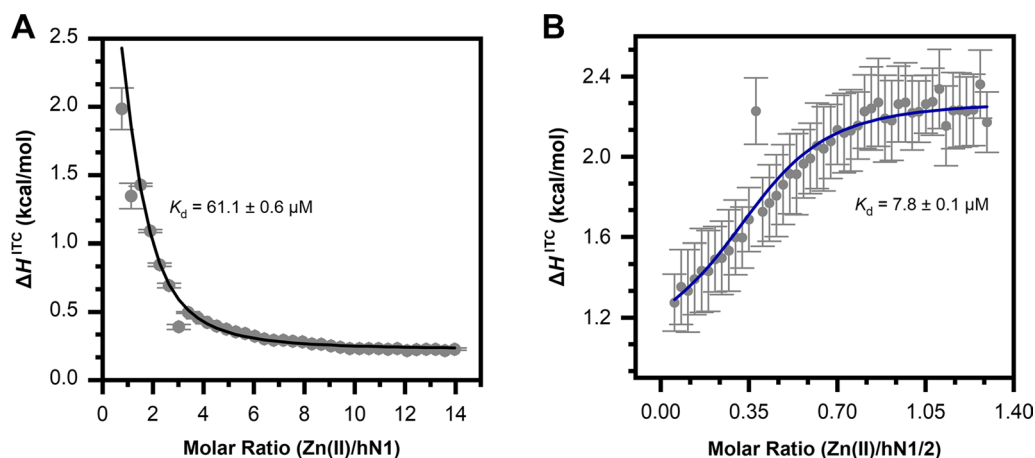 A
2.5
2.0
1.5
1.0
0.5
0.0
ΔH^ITC (kcal/mol)
K_d = 61.1 ± 0.6 μM
0 2 4 6 8 10 12 14
Molar Ratio (Zn(II)/hN1)
B
2.4
2.0
1.6
1.2
ΔH^ITC (kcal/mol)
K_d = 7.8 ± 0.1 μM
0.00 0.35 0.70 1.05 1.40
Molar Ratio (Zn(II)/hN1/2)